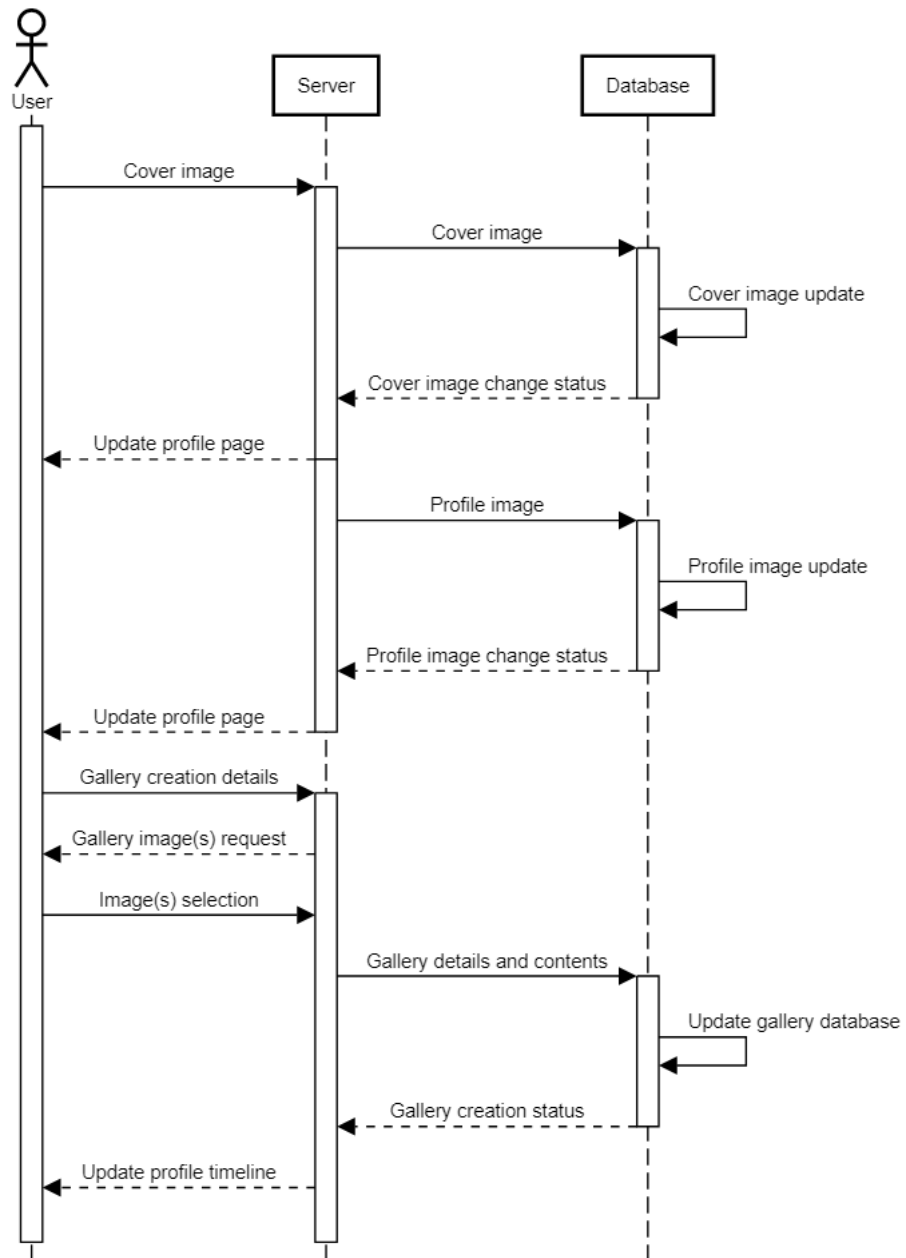 User
Server
Database
Cover image
Cover image
Cover image update
Cover image change status
Update profile page
Profile image
Profile image update
Profile image change status
Update profile page
Gallery creation details
Gallery image(s) request
Image(s) selection
Gallery details and contents
Update gallery database
Gallery creation status
Update profile timeline